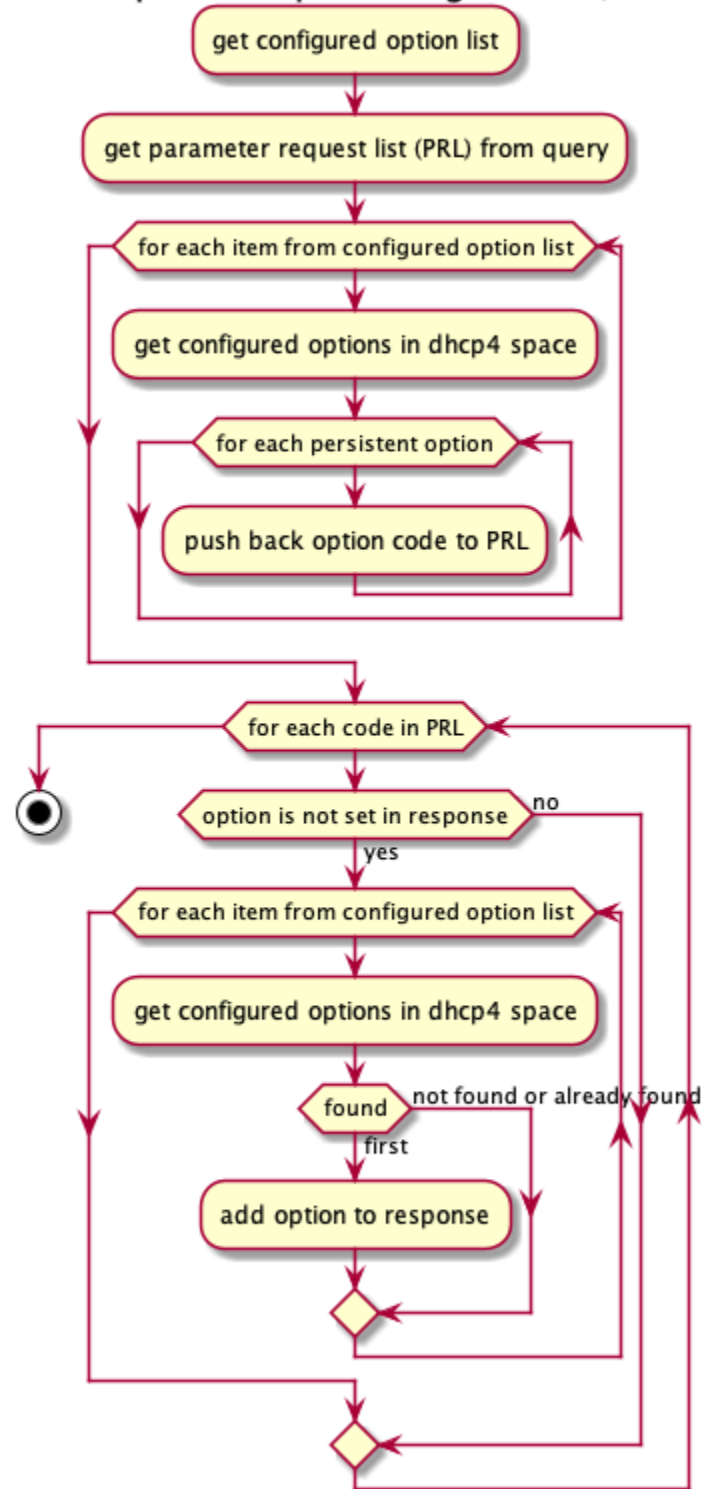 get configured option list
get parameter request list (PRL) from query
for each item from configured option list
get configured options in dhcp4 space
for each persistent option
push back option code to PRL
for each code in PRL
option is not set in response
no
yes
for each item from configured option list
get configured options in dhcp4 space
found
not found or already found
first
add option to response